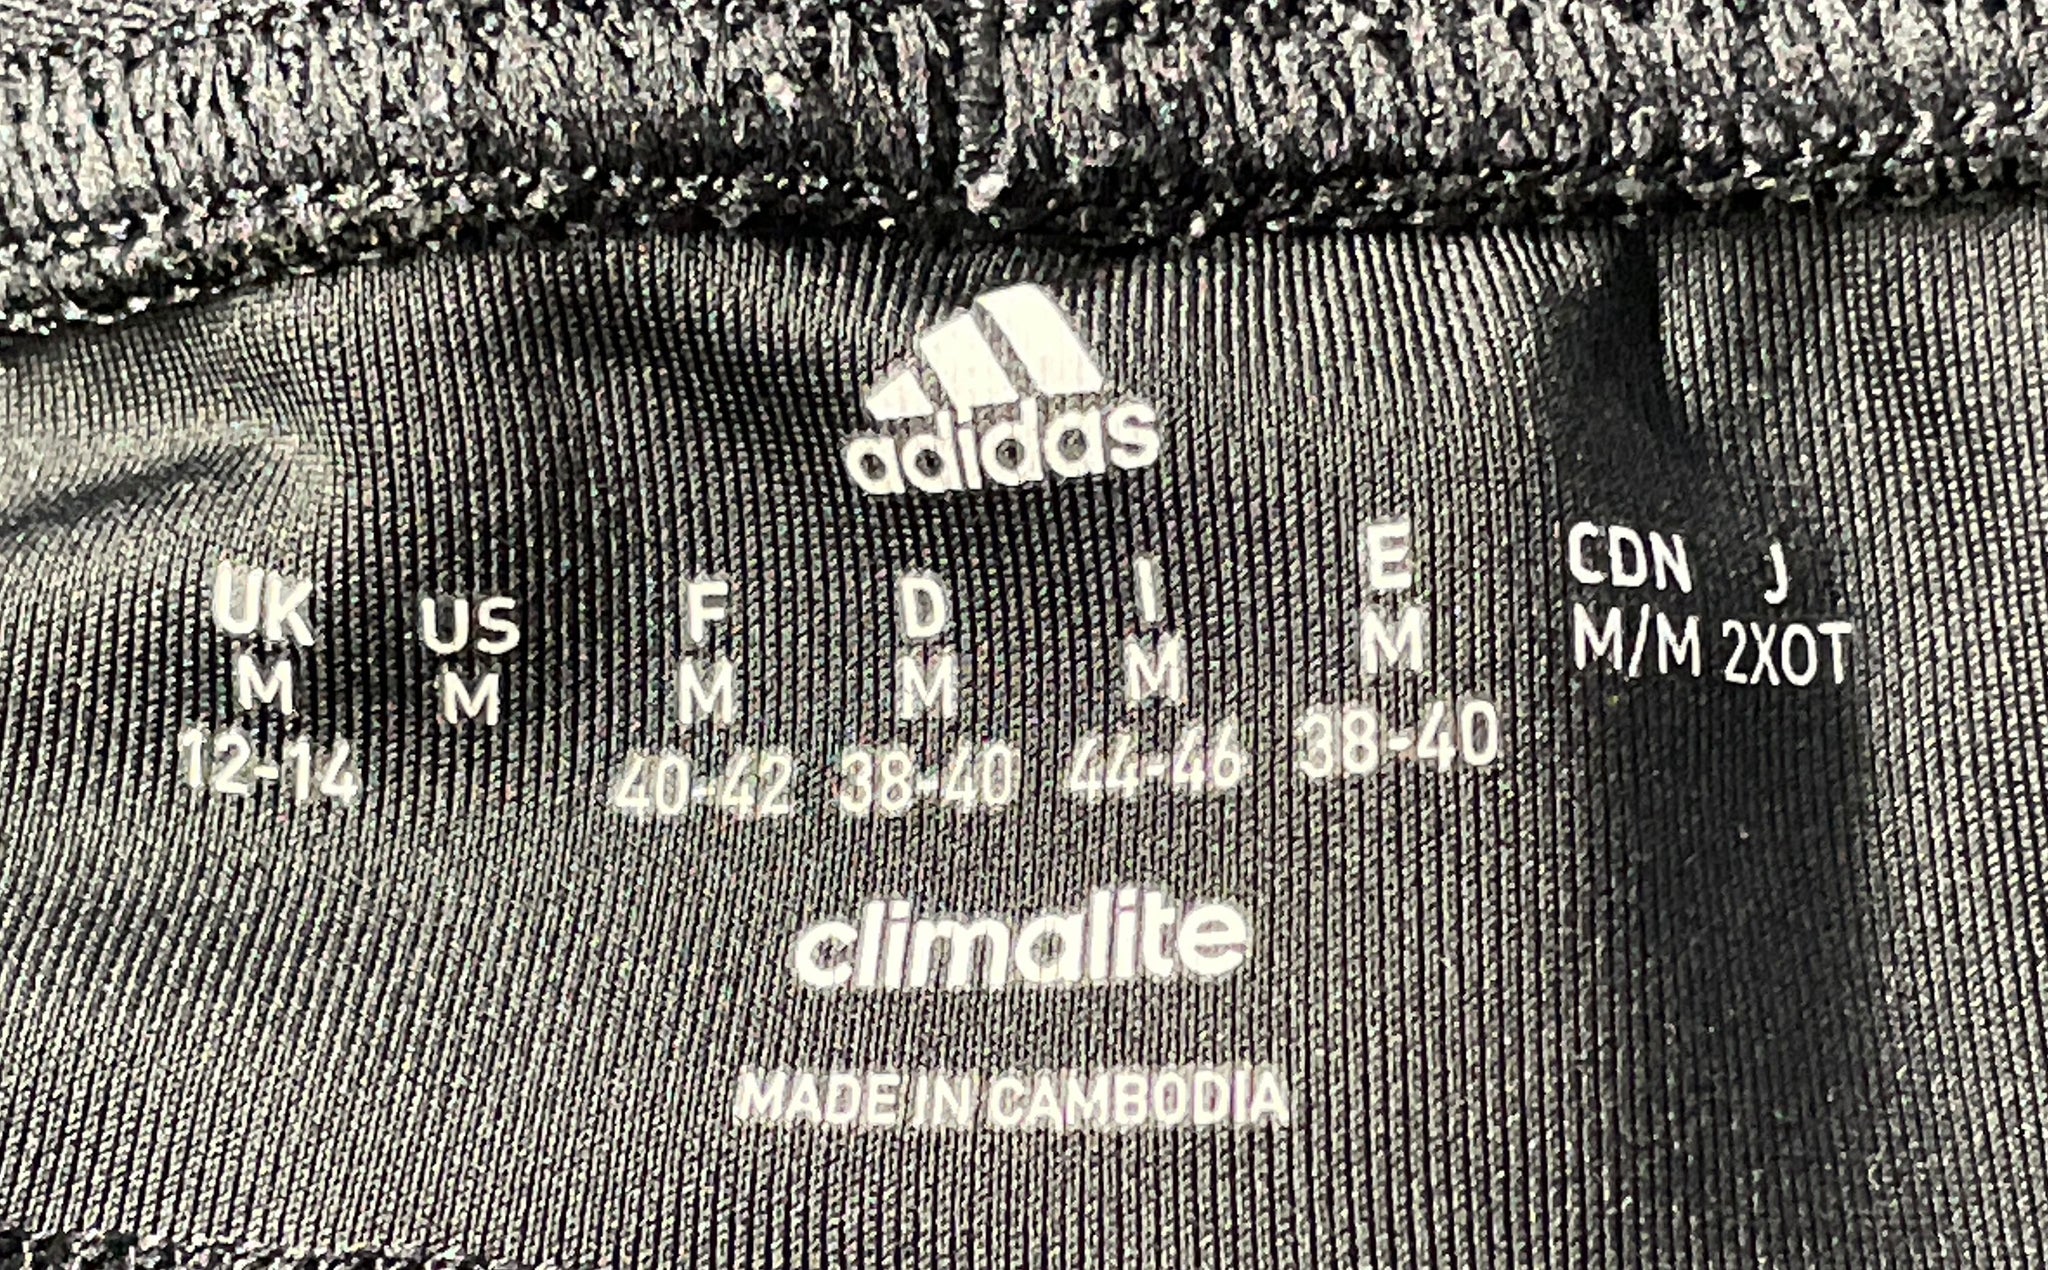 adidas
UK US F D I E CDN J
M M M M M M M/M 2XOT
12-14 40-42 38-40 44-46 38-40
climalite
MADE IN CAMBODIA